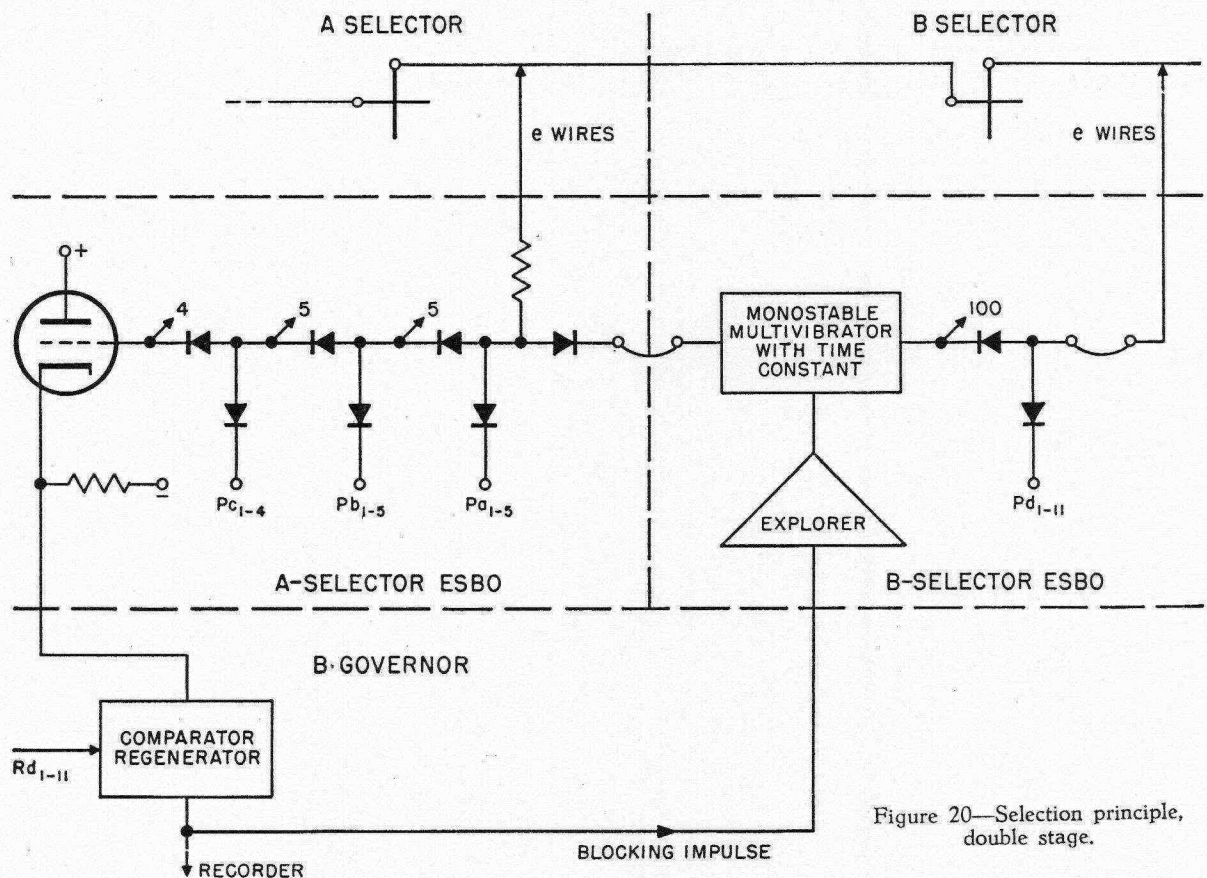 A SELECTOR
B SELECTOR
e WIRES
e WIRES
+
4
5
5
MONOSTABLE
MULTIVIBRATOR
WITH TIME
CONSTANT
100
−
Pc1-4
Pb1-5
Pa1-5
EXPLORER
Pd1-11
A-SELECTOR ESBO
B-SELECTOR ESBO
B GOVERNOR
COMPARATOR
REGENERATOR
Rd1-11
BLOCKING IMPULSE
RECORDER
Figure 20—Selection principle,
double stage.